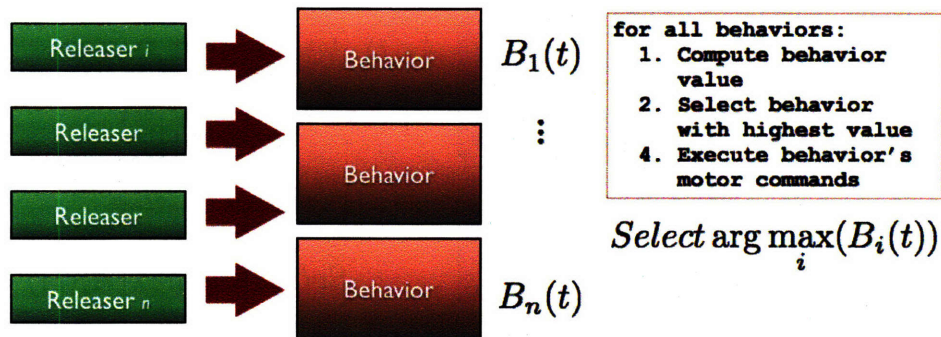 Releaser i
Releaser
Releaser
Releaser n
Behavior
Behavior
Behavior
B₁(t)
⋮
Bₙ(t)
for all behaviors:
1. Compute behavior
value
2. Select behavior
with highest value
4. Execute behavior's
motor commands
Select arg max(Bᵢ(t))
i